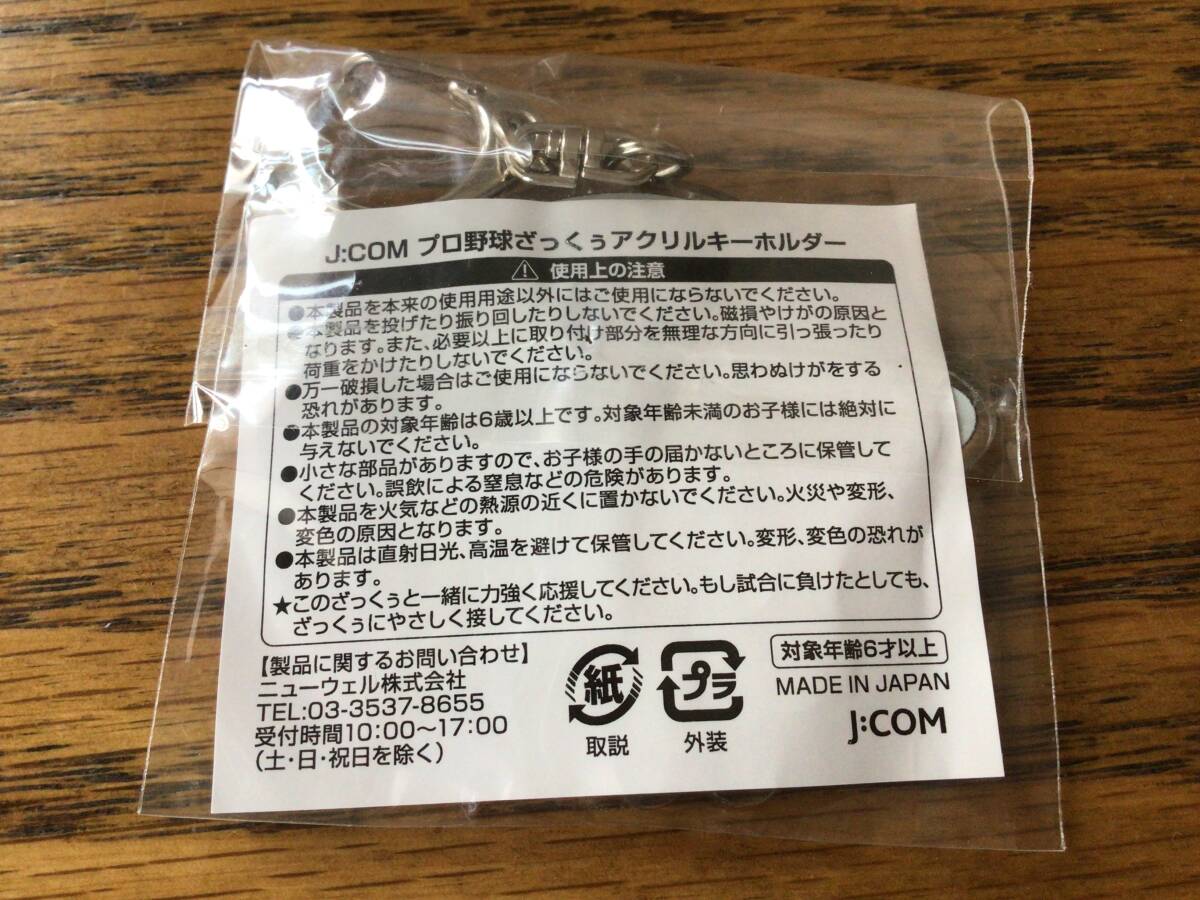 J:COM プロ野球ざっくぅアクリルキーホルダー
⚠ 使用上の注意
●本製品を本来の使用用途以外にはご使用にならないでください。
●本製品を投げたり振り回したりしないでください。磁損やけがの原因と
なります。また、必要以上に取り付け部分を無理な方向に引っ張ったり
荷重をかけたりしないでください。
●万一破損した場合はご使用にならないでください。思わぬけがをする
恐れがあります。
●本製品の対象年齢は6歳以上です。対象年齢未満のお子様には絶対に
与えないでください。
●小さな部品がありますので、お子様の手の届かないところに保管して
ください。誤飲による窒息などの危険があります。
●本製品を火気などの熱源の近くに置かないでください。火災や変形、
変色の原因となります。
●本製品は直射日光、高温を避けて保管してください。変形、変色の恐れが
あります。
★このざっくぅと一緒に力強く応援してください。もし試合に負けたとしても、
ざっくぅにやさしく接してください。
【製品に関するお問い合わせ】
ニューウェル株式会社
TEL:03-3537-8655
受付時間10:00〜17:00
(土・日・祝日を除く)
紙
取説
プラ
外装
対象年齢6才以上
MADE IN JAPAN
J:COM